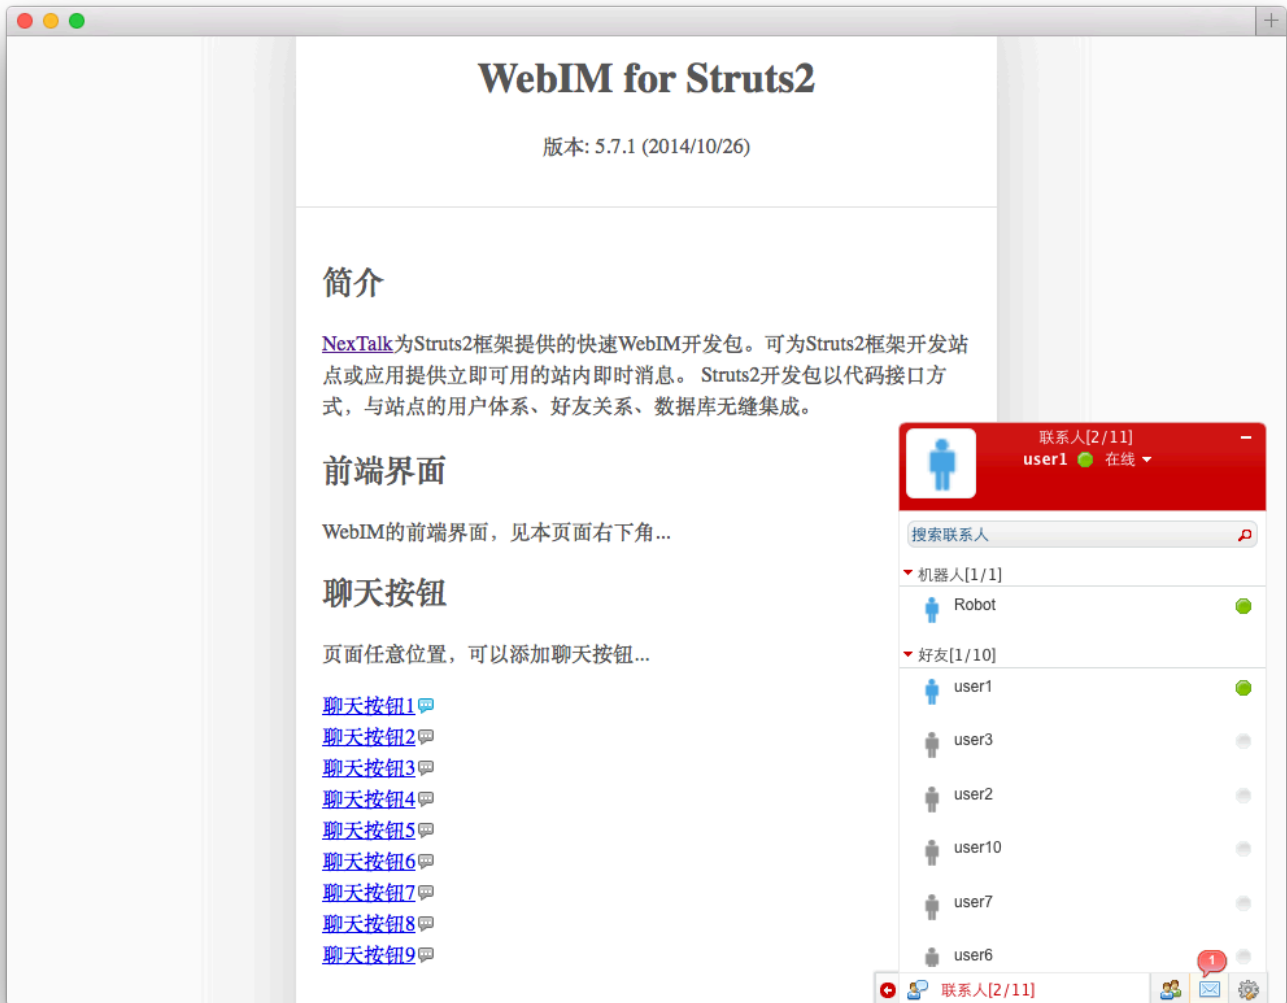 WebIM for Struts2
版本: 5.7.1 (2014/10/26)
简介
NexTalk为Struts2框架提供的快速WebIM开发包。可为Struts2框架开发站
点或应用提供立即可用的站内即时消息。 Struts2开发包以代码接口方
式，与站点的用户体系、好友关系、数据库无缝集成。
前端界面
WebIM的前端界面，见本页面右下角...
聊天按钮
页面任意位置，可以添加聊天按钮...
聊天按钮1
聊天按钮2
聊天按钮3
聊天按钮4
聊天按钮5
聊天按钮6
聊天按钮7
聊天按钮8
聊天按钮9
联系人[2/11]
user1 在线
搜索联系人
机器人[1/1]
Robot
好友[1/10]
user1
user3
user2
user10
user7
user6
1
联系人[2/11]